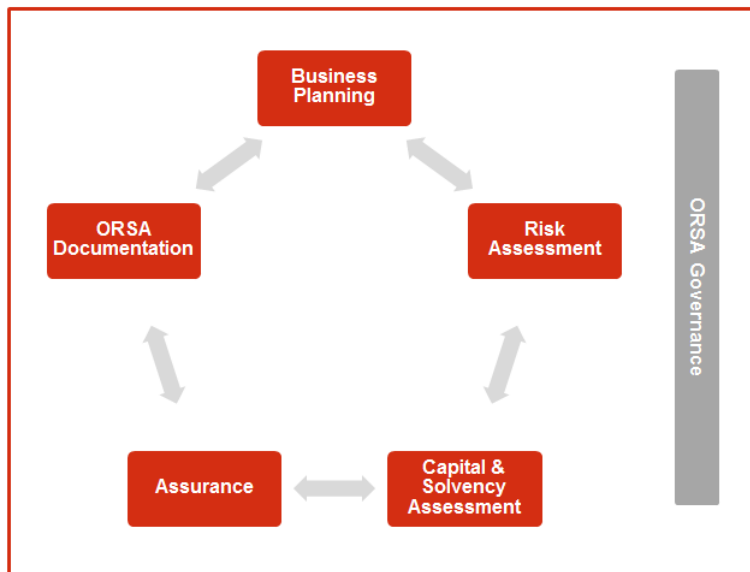 Business
Planning
ORSA
Documentation
Risk
Assessment
ORSA Governance
Assurance
Capital &
Solvency
Assessment